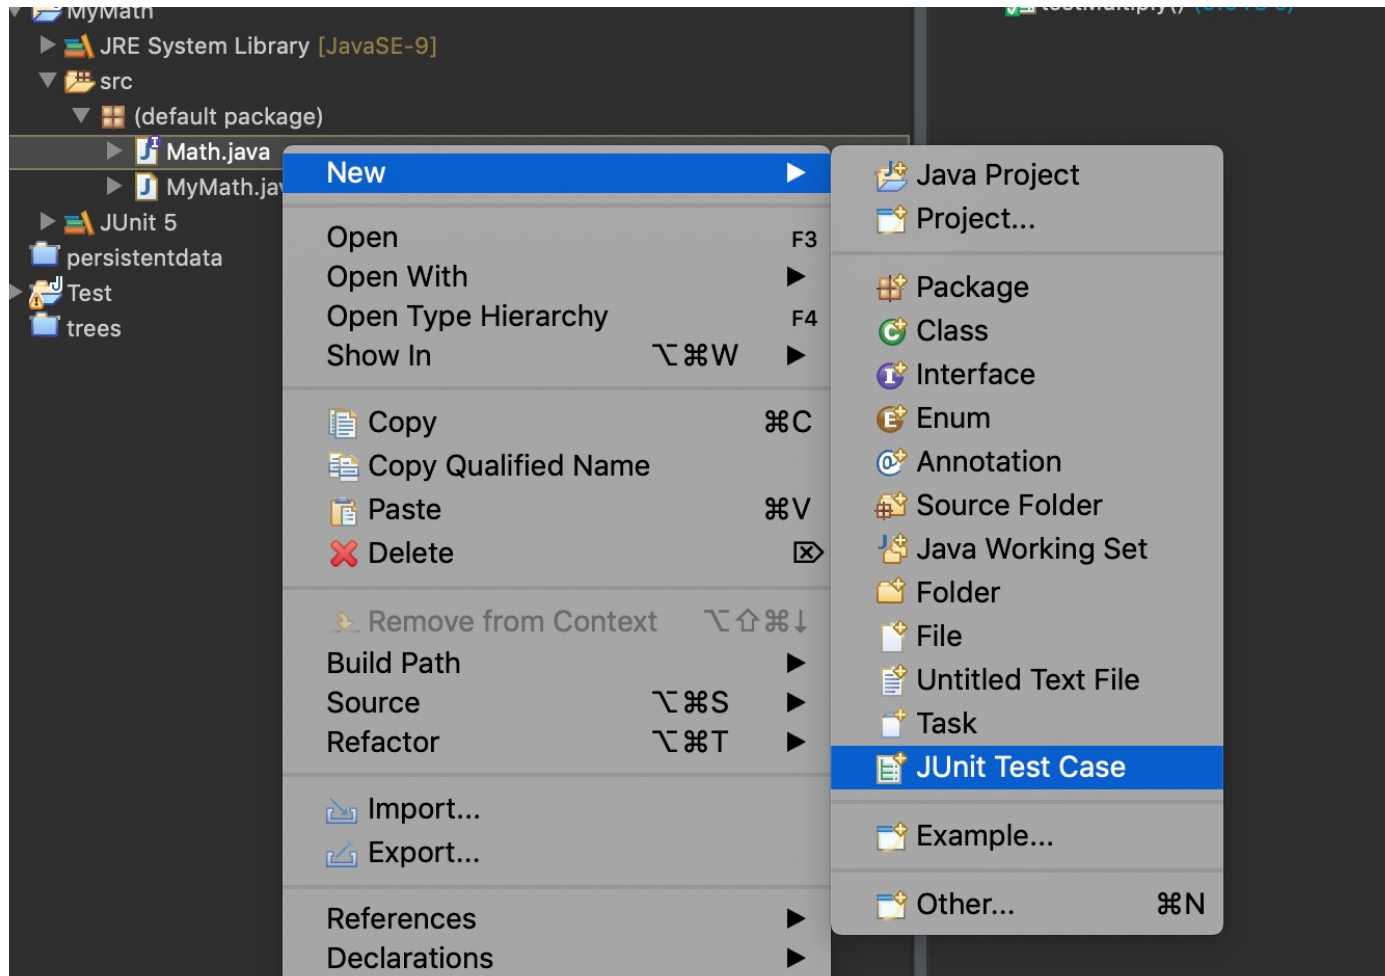 MyMath
testMultiply()
JRE System Library [JavaSE-9]
src
(default package)
Math.java
MyMath.jav
JUnit 5
persistentdata
Test
trees
New
Open F3
Open With
Open Type Hierarchy F4
Show In ⌥⌘W
Copy ⌘C
Copy Qualified Name
Paste ⌘V
Delete ⌦
Remove from Context ⌥⇧⌘↓
Build Path
Source ⌥⌘S
Refactor ⌥⌘T
Import...
Export...
References
Declarations
Java Project
Project...
Package
Class
Interface
Enum
Annotation
Source Folder
Java Working Set
Folder
File
Untitled Text File
Task
JUnit Test Case
Example...
Other... ⌘N